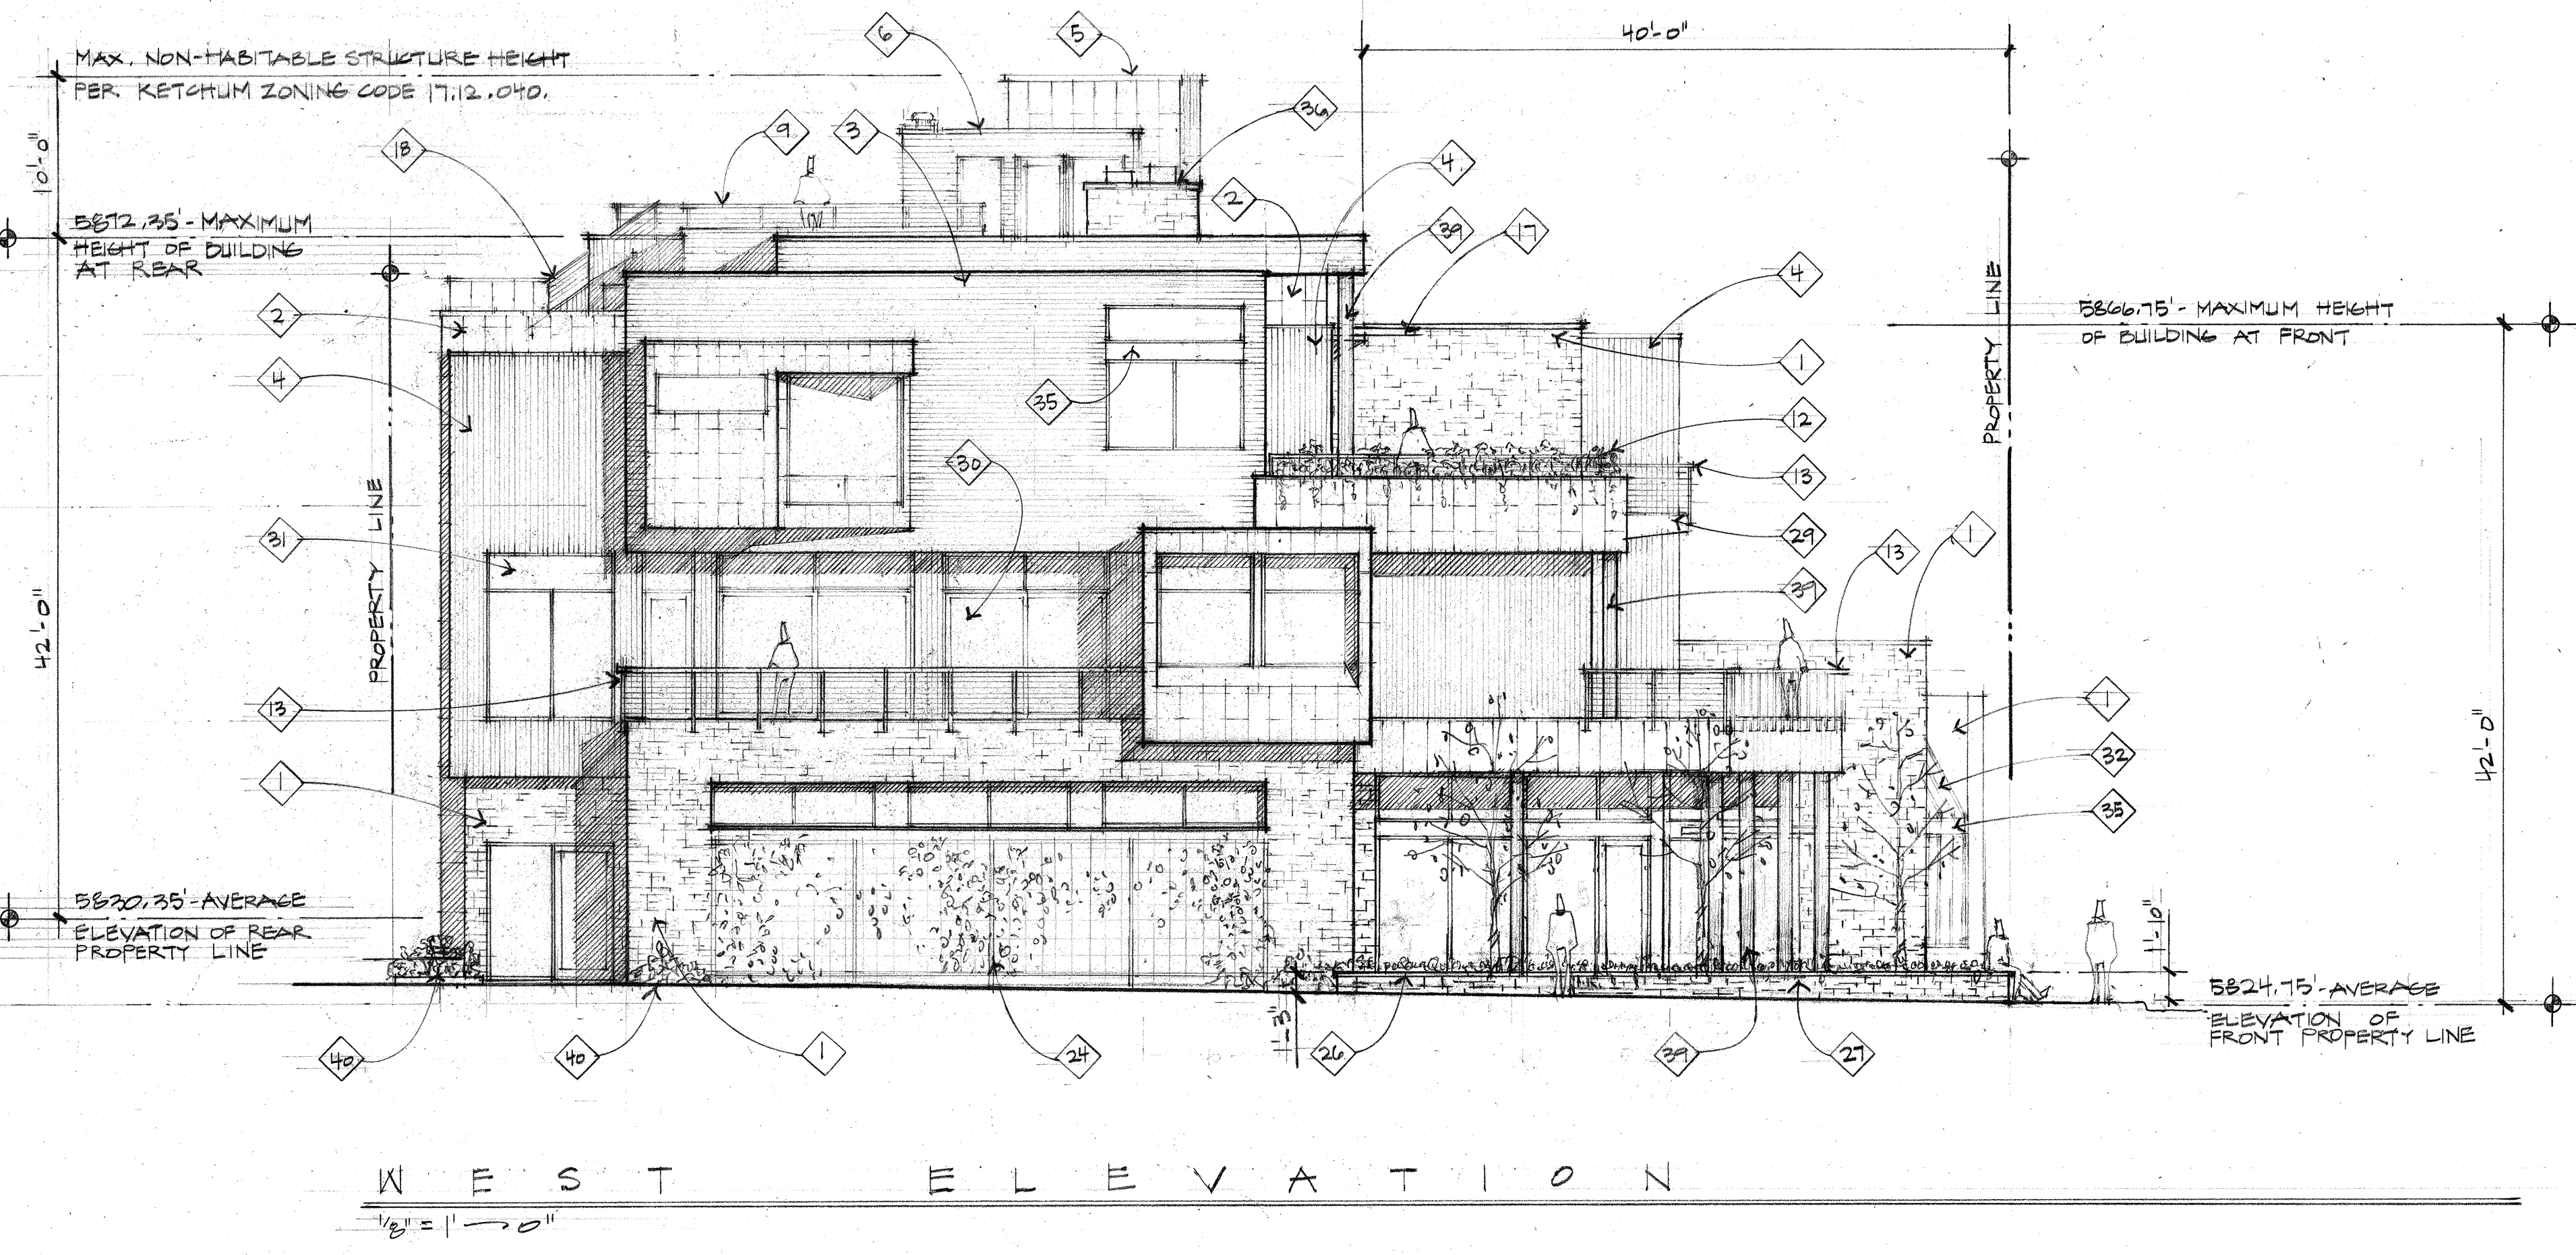 6
5
40'-0"
MAX. NON-HABITABLE STRUCTURE HEIGHT
PER KETCHUM ZONING CODE 17.12.040.
36
9
3
18
4
10'-0"
2
39
17
5872.35'- MAXIMUM
HEIGHT OF BUILDING
AT REAR
4
PROPERTY LINE
5866.75'- MAXIMUM HEIGHT
OF BUILDING AT FRONT
2
1
4
35
12
30
13
31
29
1
13
PROPERTY LINE
39
42'-0"
13
1
32
42'-0"
1
35
5830.35'-AVERAGE
ELEVATION OF REAR
PROPERTY LINE
1'-10"
5824.75'-AVERAGE
ELEVATION OF
FRONT PROPERTY LINE
1'-3"
40
40
1
24
26
39
27
WEST ELEVATION
1/8" = 1'-0"